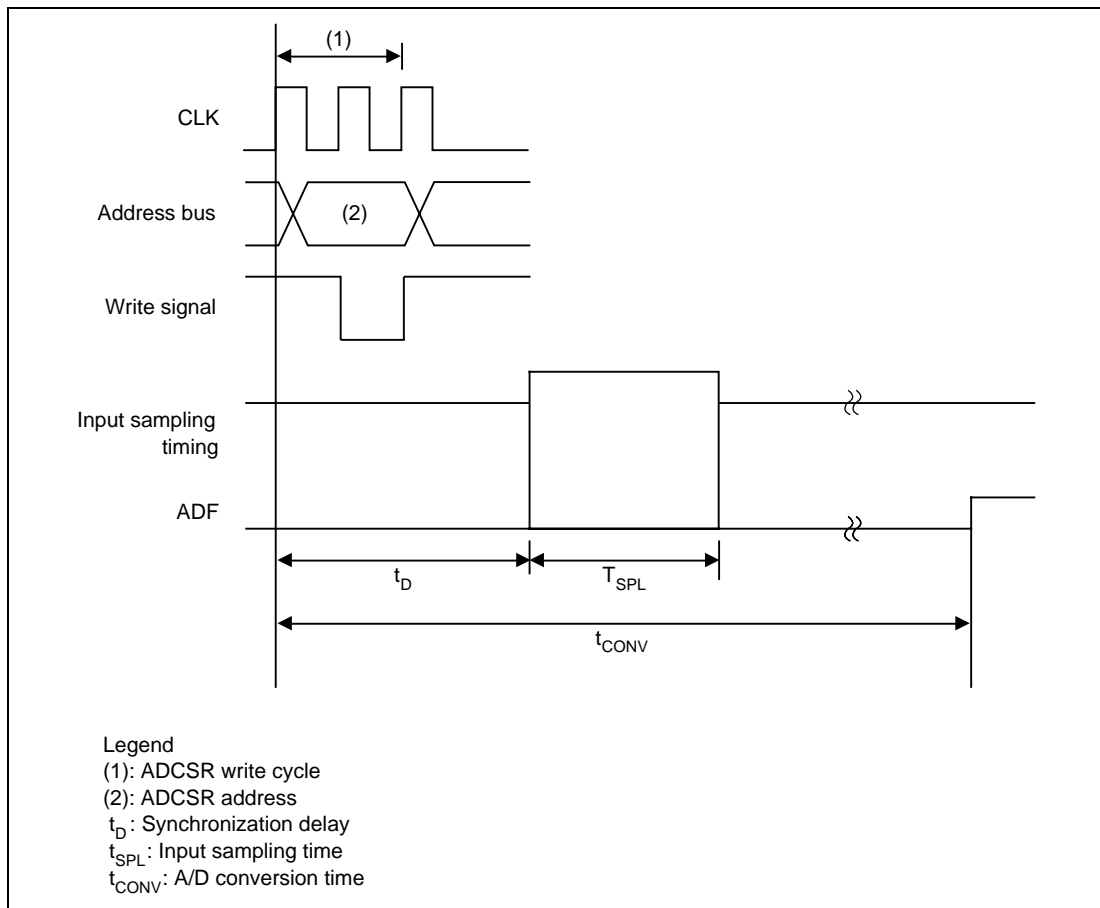 (1)
CLK
Address bus
(2)
Write signal
Input sampling
timing
ADF
tD
TSPL
tCONV
Legend
(1): ADCSR write cycle
(2): ADCSR address
tD: Synchronization delay
tSPL: Input sampling time
tCONV: A/D conversion time